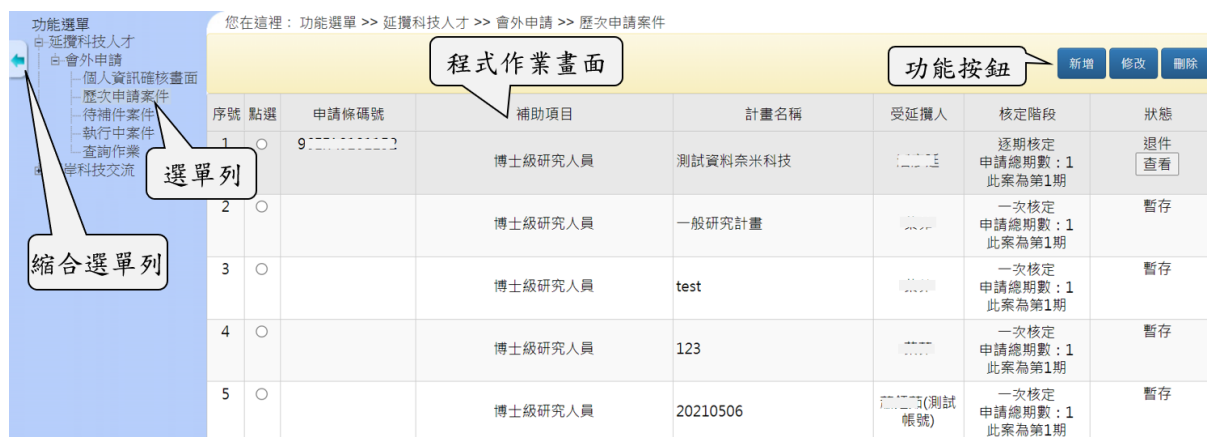 功能選單
延攬科技人才
會外申請
個人資訊確核畫面
歷次申請案件
待補件案件
執行中案件
查詢作業
岸科技交流
選單列
縮合選單列
您在這裡： 功能選單 >> 延攬科技人才 >> 會外申請 >> 歷次申請案件
程式作業畫面
功能按鈕
新增 修改 刪除
序號 點選 申請條碼號 補助項目 計畫名稱 受延攬人 核定階段 狀態
1 博士級研究人員 測試資料奈米科技 逐期核定 退件
申請總期數：1 查看
此案為第1期
2 博士級研究人員 一般研究計畫 一次核定 暫存
申請總期數：1
此案為第1期
3 博士級研究人員 test 一次核定 暫存
申請總期數：1
此案為第1期
4 博士級研究人員 123 一次核定 暫存
申請總期數：1
此案為第1期
5 博士級研究人員 20210506 (測試 一次核定 暫存
帳號) 申請總期數：1
此案為第1期